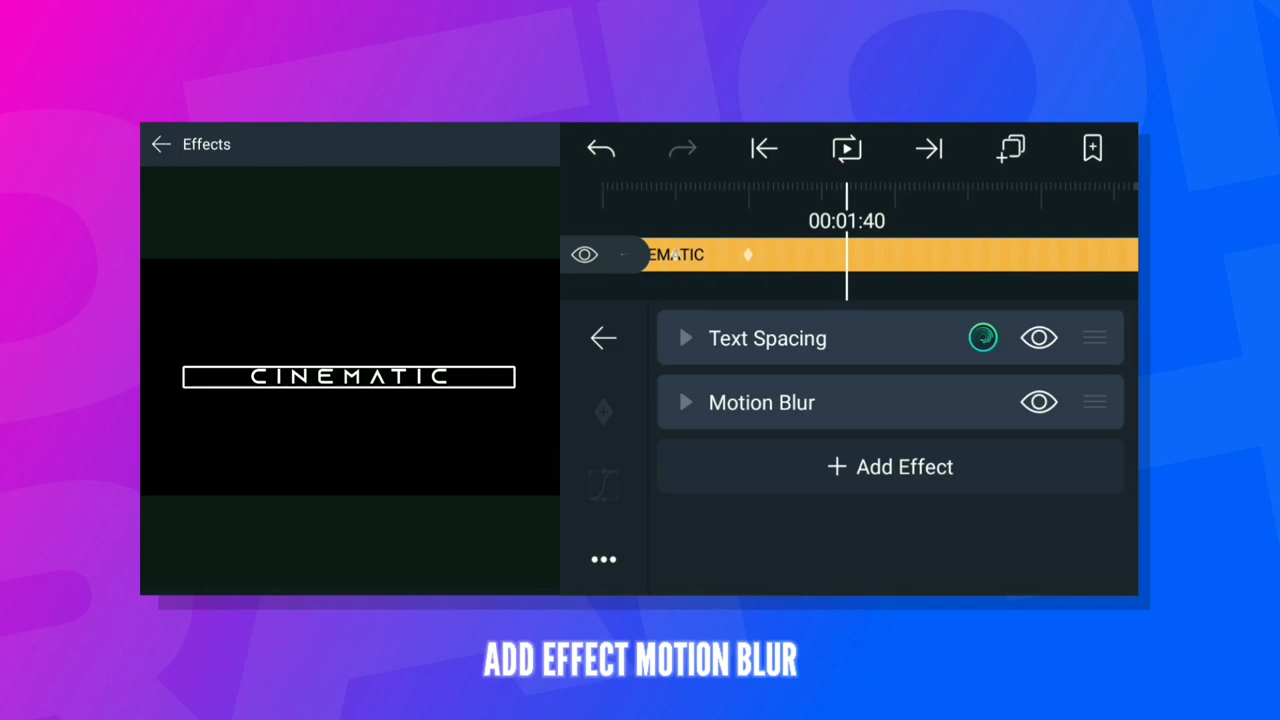 Effects
CINEMATIC
00:01:40
EMATIC
Text Spacing
Motion Blur
+ Add Effect
ADD EFFECT MOTION BLUR